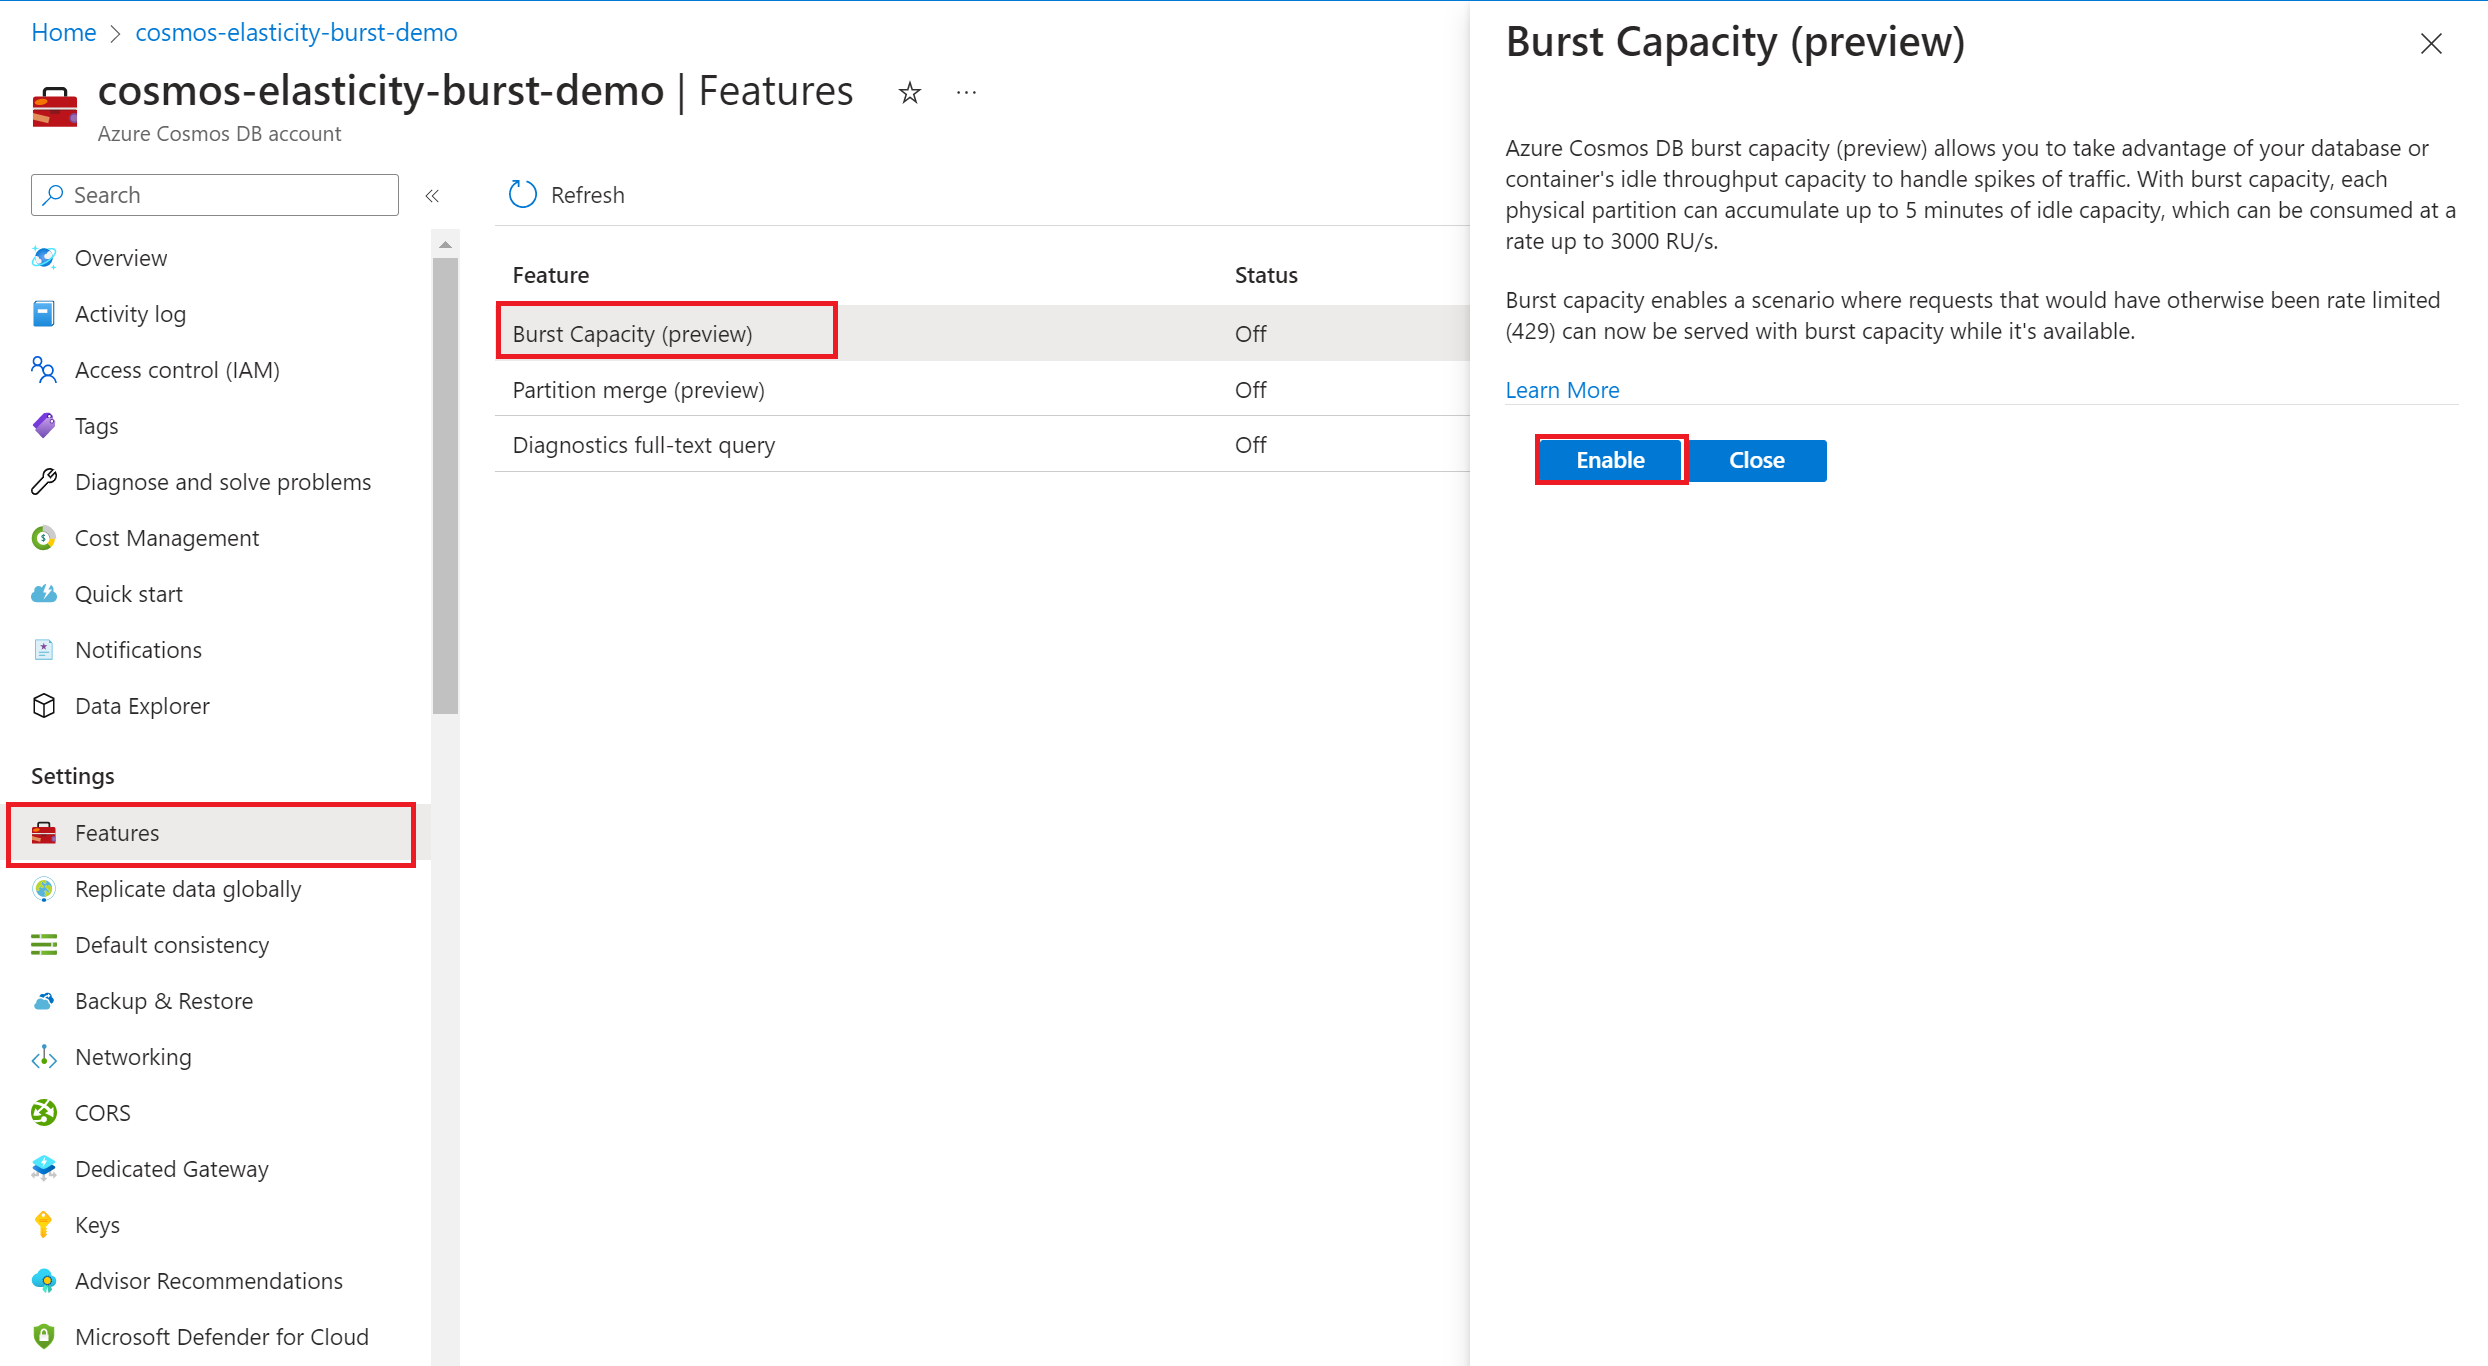 Home > cosmos-elasticity-burst-demo
cosmos-elasticity-burst-demo | Features
Azure Cosmos DB account
Search
Overview
Activity log
Access control (IAM)
Tags
Diagnose and solve problems
Cost Management
Quick start
Notifications
Data Explorer
Settings
Features
Replicate data globally
Default consistency
Backup & Restore
Networking
CORS
Dedicated Gateway
Keys
Advisor Recommendations
Microsoft Defender for Cloud
Refresh
Feature Status
Burst Capacity (preview) Off
Partition merge (preview) Off
Diagnostics full-text query Off
Burst Capacity (preview)
Azure Cosmos DB burst capacity (preview) allows you to take advantage of your database or
container's idle throughput capacity to handle spikes of traffic. With burst capacity, each
physical partition can accumulate up to 5 minutes of idle capacity, which can be consumed at a
rate up to 3000 RU/s.
Burst capacity enables a scenario where requests that would have otherwise been rate limited
(429) can now be served with burst capacity while it's available.
Learn More
Enable Close